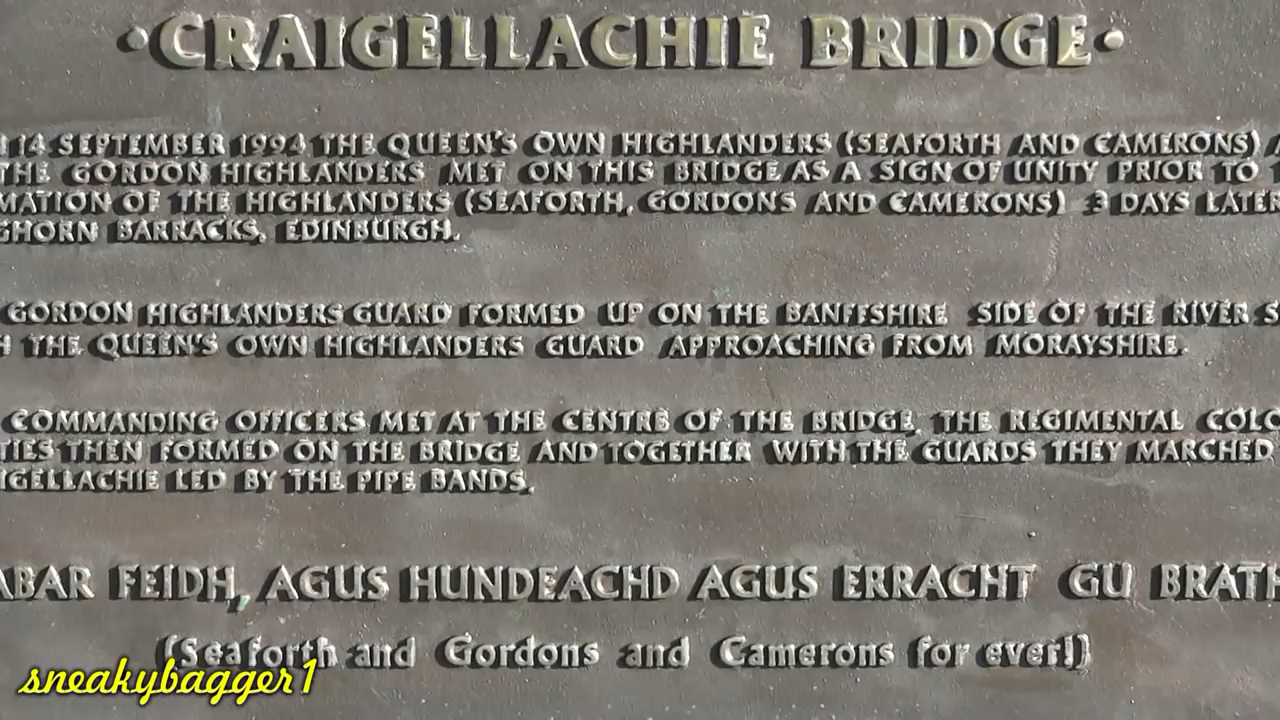 ·CRAIGELLACHIE BRIDGE·
14 SEPTEMBER 1994 THE QUEEN'S OWN HIGHLANDERS (SEAFORTH AND CAMERONS)
THE GORDON HIGHLANDERS MET ON THIS BRIDGE AS A SIGN OF UNITY PRIOR TO
MATION OF THE HIGHLANDERS (SEAFORTH, GORDONS AND CAMERONS) 3 DAYS LATER
GHORN BARRACKS, EDINBURGH.
GORDON HIGHLANDERS GUARD FORMED UP ON THE BANFFSHIRE SIDE OF THE RIVER S
H THE QUEEN'S OWN HIGHLANDERS GUARD APPROACHING FROM MORAYSHIRE.
COMMANDING OFFICERS MET AT THE CENTRE OF THE BRIDGE. THE REGIMENTAL COLO
TIES THEN FORMED ON THE BRIDGE AND TOGETHER WITH THE GUARDS THEY MARCHED
IGELLACHIE LED BY THE PIPE BANDS.
ABAR FEIDH, AGUS HUNDEACHD AGUS ERRACHT GU BRATH
(Seaforth and Gordons and Camerons for ever!)
sneakybagger1